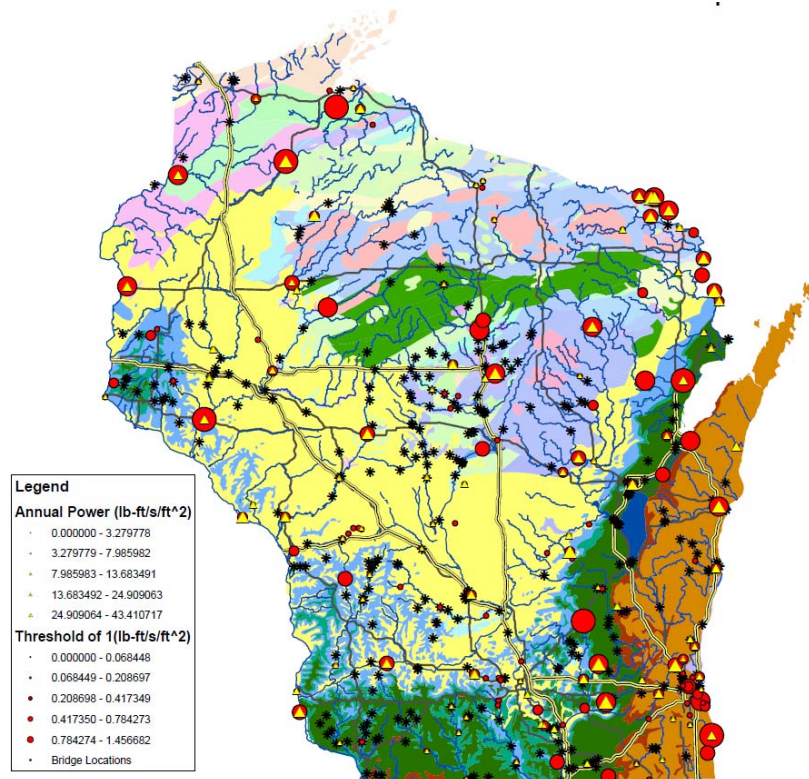 Legend
Annual Power (lb-ft/s/ft^2)
0.000000 - 3.279778
3.279779 - 7.985982
7.985983 - 13.683491
13.683492 - 24.909063
24.909064 - 43.410717
Threshold of 1(lb-ft/s/ft^2)
0.000000 - 0.068448
0.068449 - 0.208697
0.208698 - 0.417349
0.417350 - 0.784273
0.784274 - 1.456682
Bridge Locations